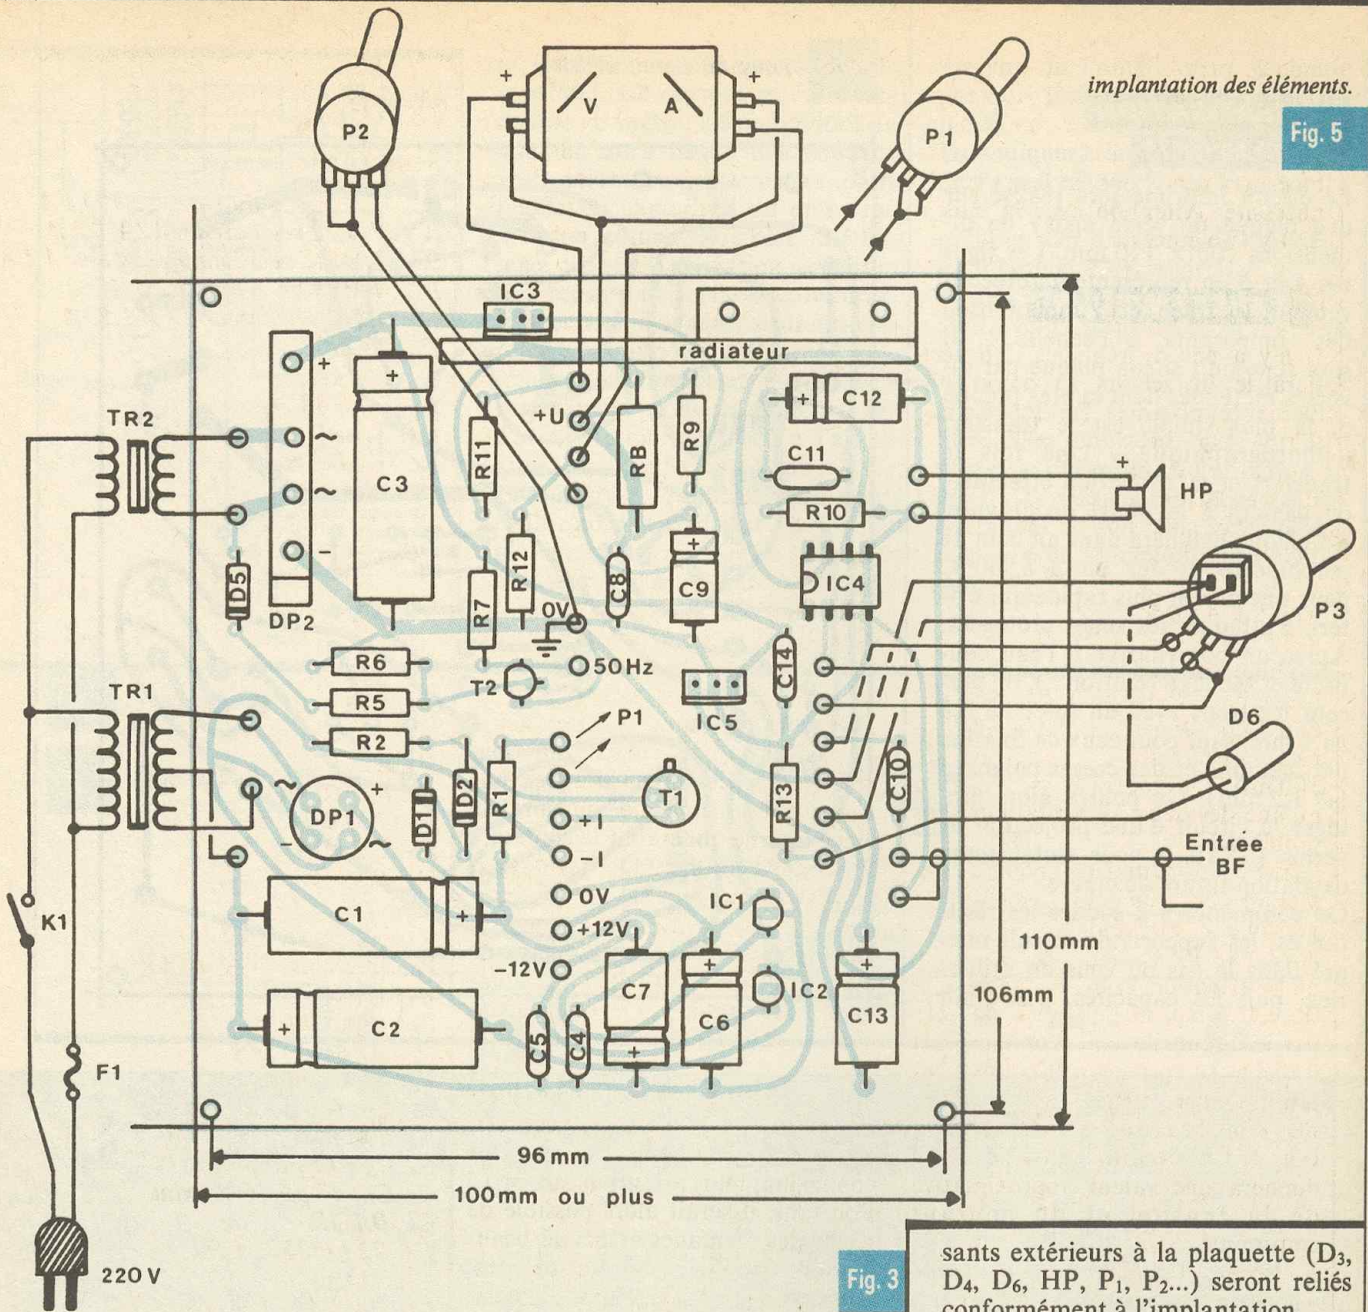 implantation des éléments.
Fig. 5
P2
+
V
A
+
P1
IC3
radiateur
+
+
+U
TR2
~
C3
R11
RB
R9
+
C12
C11
+
HP
R10
~
-
D5
DP2
R7
R12
C8
+
C9
IC4
P3
0V
R6
T2
50Hz
C14
TR1
R5
P1
IC5
D6
R2
~
DP1
+
-
~
D1
D2
R1
T1
R13
C10
+I
-I
Entrée
BF
C1
+
0V
IC1
K1
+12V
110mm
-12V
+
+
+
C2
C7
C6
IC2
C13
106mm
C5
C4
+
F1
96mm
100mm ou plus
220V
Fig. 3
sants extérieurs à la plaquette (D3,
D4, D6, HP, P1, P2...) seront reliés
conformément à l'implantation